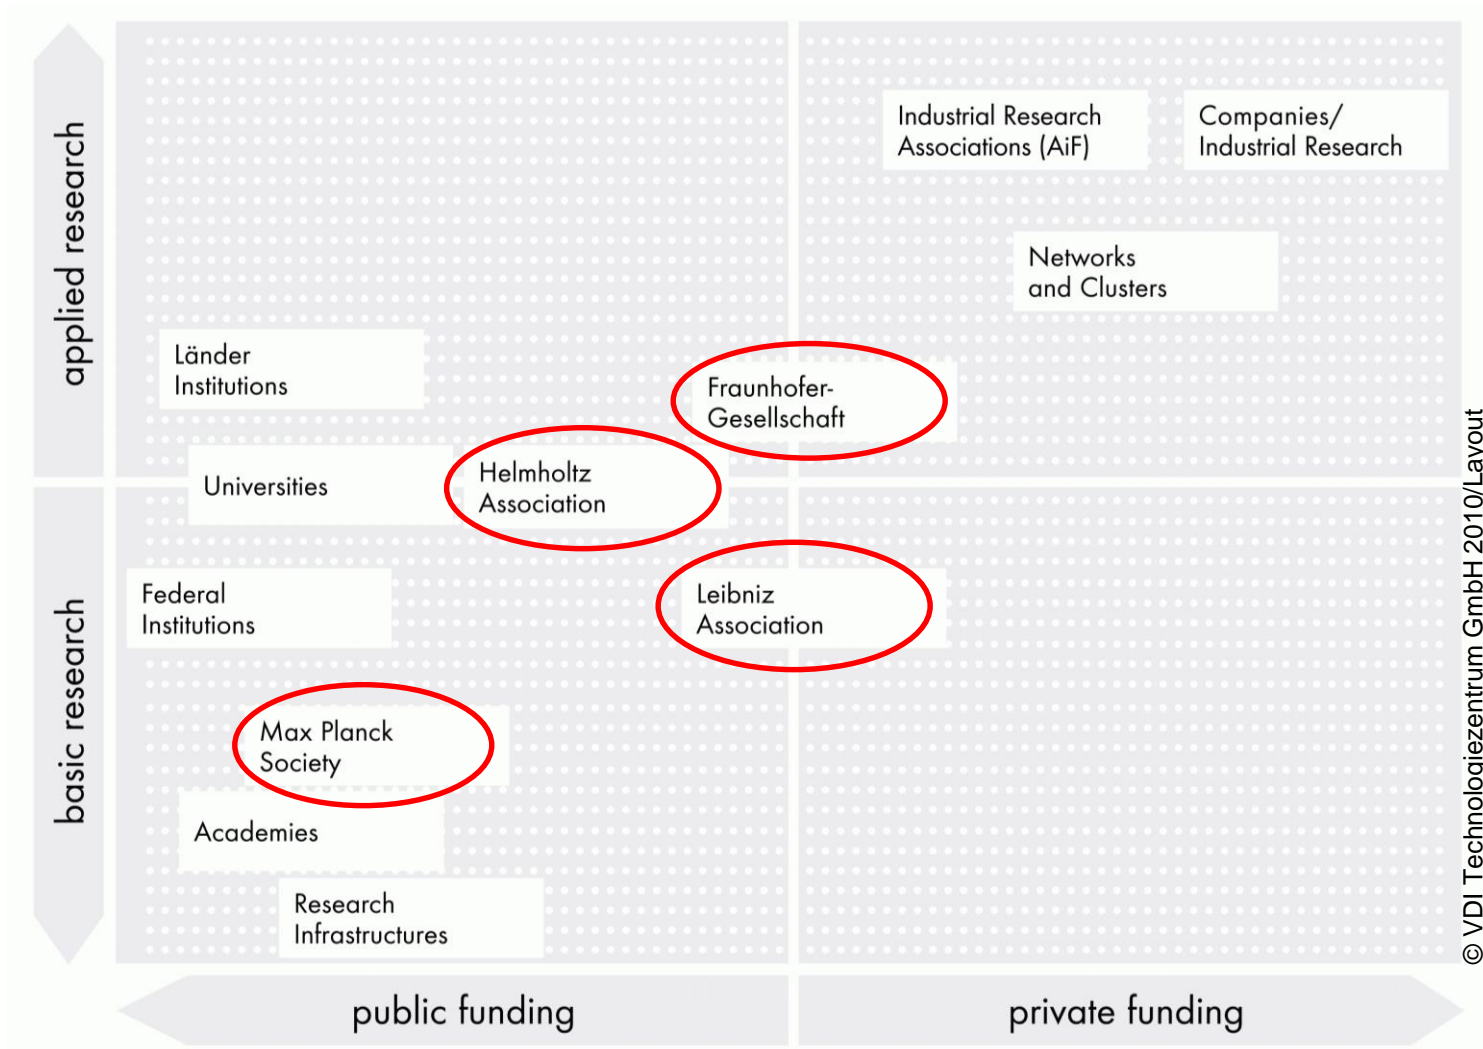 applied research
basic research
Industrial Research
Associations (AiF)
Companies/
Industrial Research
Networks
and Clusters
Länder
Institutions
Fraunhofer-
Gesellschaft
Helmholtz
Association
Universities
Federal
Institutions
Leibniz
Association
Max Planck
Society
Academies
Research
Infrastructures
public funding
private funding
© VDI Technologiezentrum GmbH 2010/Layout